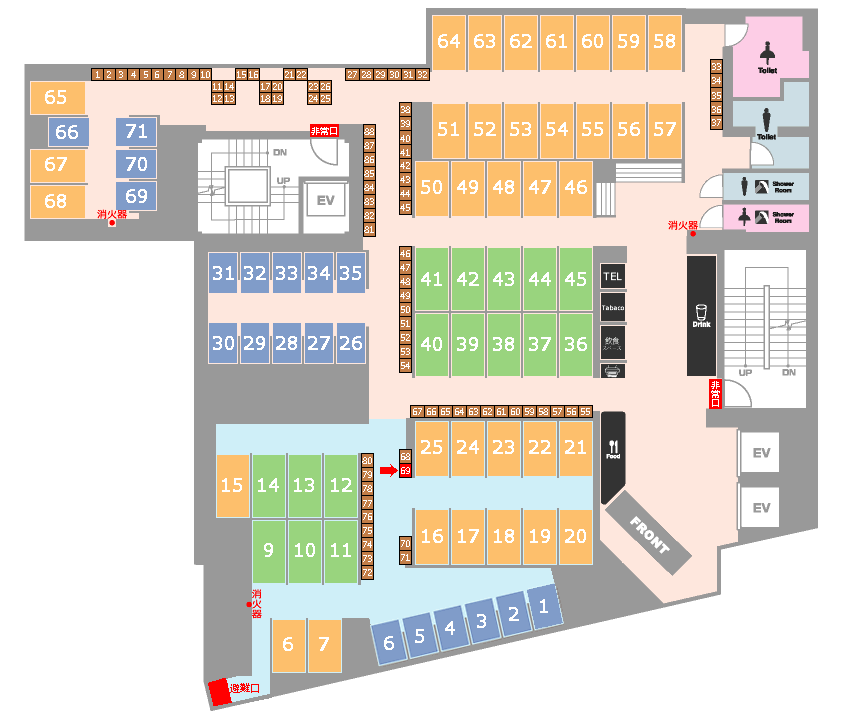 64 63 62 61 60 59 58
Toilet
1 2 3 4 5 6 7 8 9 10 15 16 21 22 27 28 29 30 31 32
11 14 17 20 23 26
12 13 18 19 24 25
33
34
35
36
37
65
66 71
67 70
68 69
消火器
非常口
DN
UP
EV
88
87
86
85
84
83
82
81
38
39
40
41
42
43
44
45
51 52 53 54 55 56 57
Toilet
50 49 48 47 46
Shower
Room
Shower
Room
消火器
31 32 33 34 35
30 29 28 27 26
46
47
48
49
50
51
52
53
54
41 42 43 44 45
40 39 38 37 36
TEL
Tabaco
飲食
スペース
Drink
UP DN
非常口
67 66 65 64 63 62 61 60 59 58 57 56 55
25 24 23 22 21
Food
EV
EV
FRONT
68
69
15 14 13 12
9 10 11
80
79
78
77
76
75
74
73
72
70
71
16 17 18 19 20
消火器
6 7
6 5 4 3 2 1
避難口